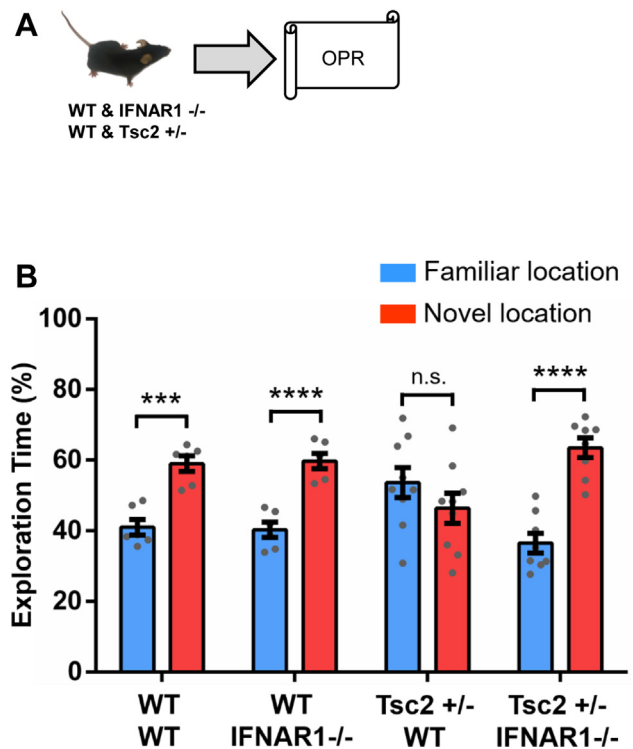 A
OPR
WT & IFNAR1 -/-
WT & Tsc2 +/-
B
Familiar location
Novel location
Exploration Time (%)
100
80
60
40
20
0
***
****
n.s.
****
WT WT Tsc2 +/- Tsc2 +/-
WT IFNAR1-/- WT IFNAR1-/-